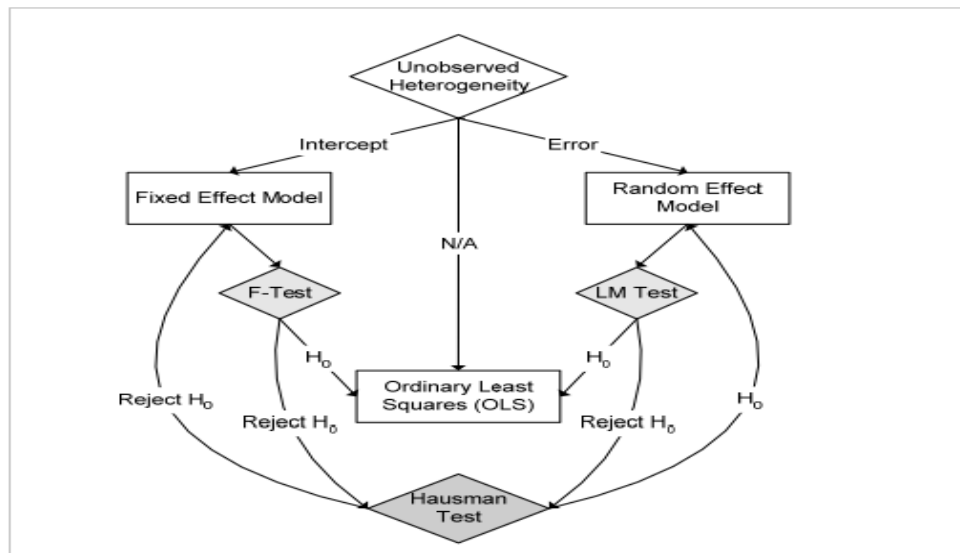 Unobserved
Heterogeneity
Intercept
Error
Fixed Effect Model
Random Effect
Model
N/A
F-Test
LM Test
H₀
H₀
Ordinary Least
Squares (OLS)
Reject H₀
Reject H₀
Reject H₀
H₀
Hausman
Test